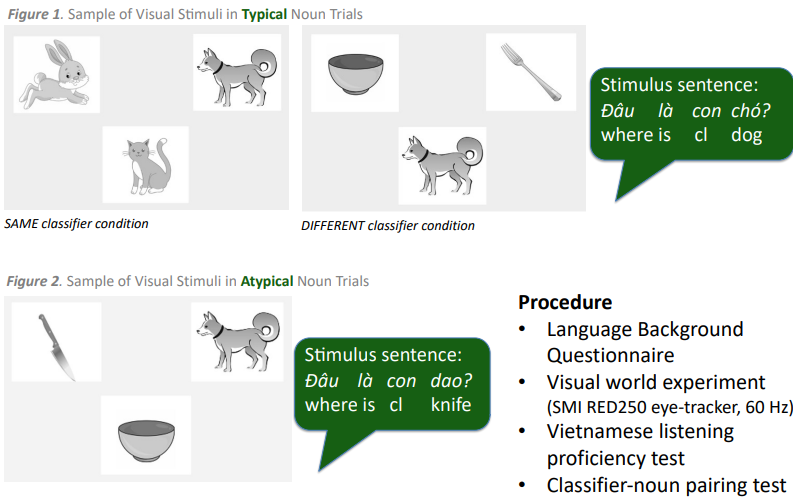 Figure 1. Sample of Visual Stimuli in Typical Noun Trials
SAME classifier condition
DIFFERENT classifier condition
Stimulus sentence:
Đâu là con chó?
where is cl dog
Figure 2. Sample of Visual Stimuli in Atypical Noun Trials
Stimulus sentence:
Đâu là con dao?
where is cl knife
Procedure
• Language Background
Questionnaire
• Visual world experiment
(SMI RED250 eye-tracker, 60 Hz)
• Vietnamese listening
proficiency test
• Classifier-noun pairing test